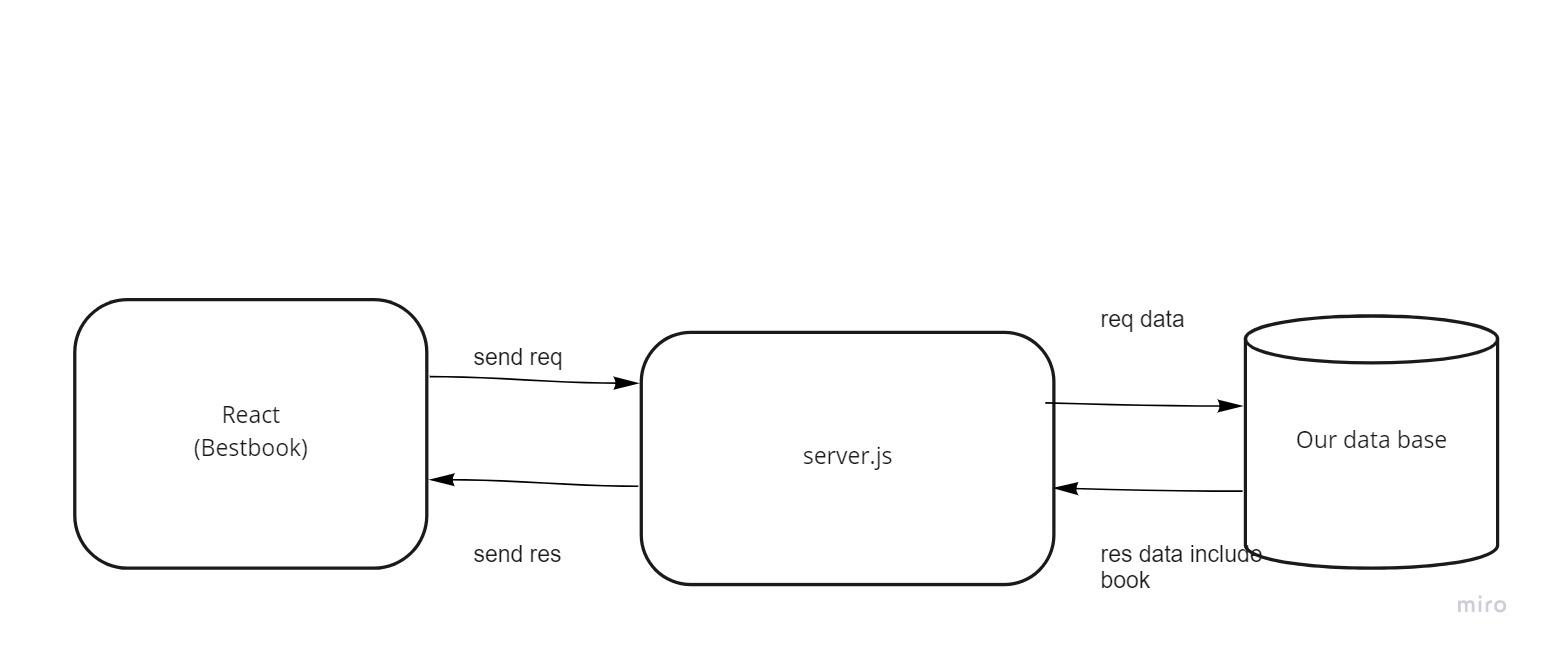 req data
send req
React
(Bestbook)
server.js
Our data base
send res
res data include
book
miro